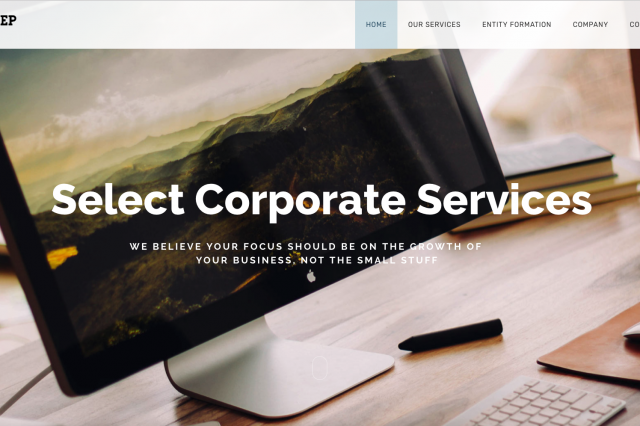 EP
HOME
OUR SERVICES
ENTITY FORMATION
COMPANY
CO
Select Corporate Services
WE BELIEVE YOUR FOCUS SHOULD BE ON THE GROWTH OF
YOUR BUSINESS, NOT THE SMALL STUFF